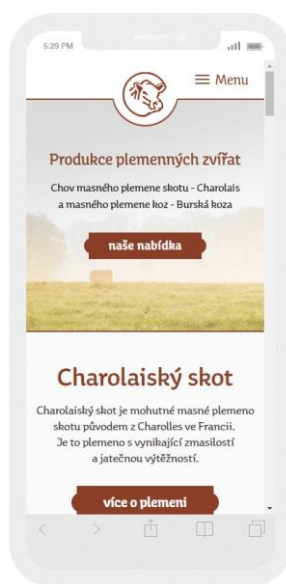 5:29 PM
Menu
Produkce plemenných zvířat
Chov masného plemene skotu - Charolais
a masného plemene koz - Burská koza
naše nabídka
Charolaiský skot
Charolaiský skot je mohutné masné plemeno
skotu původem z Charolles ve Francii.
Je to plemeno s vynikající zmasilostí
a jatečnou výtěžností.
více o plemeni